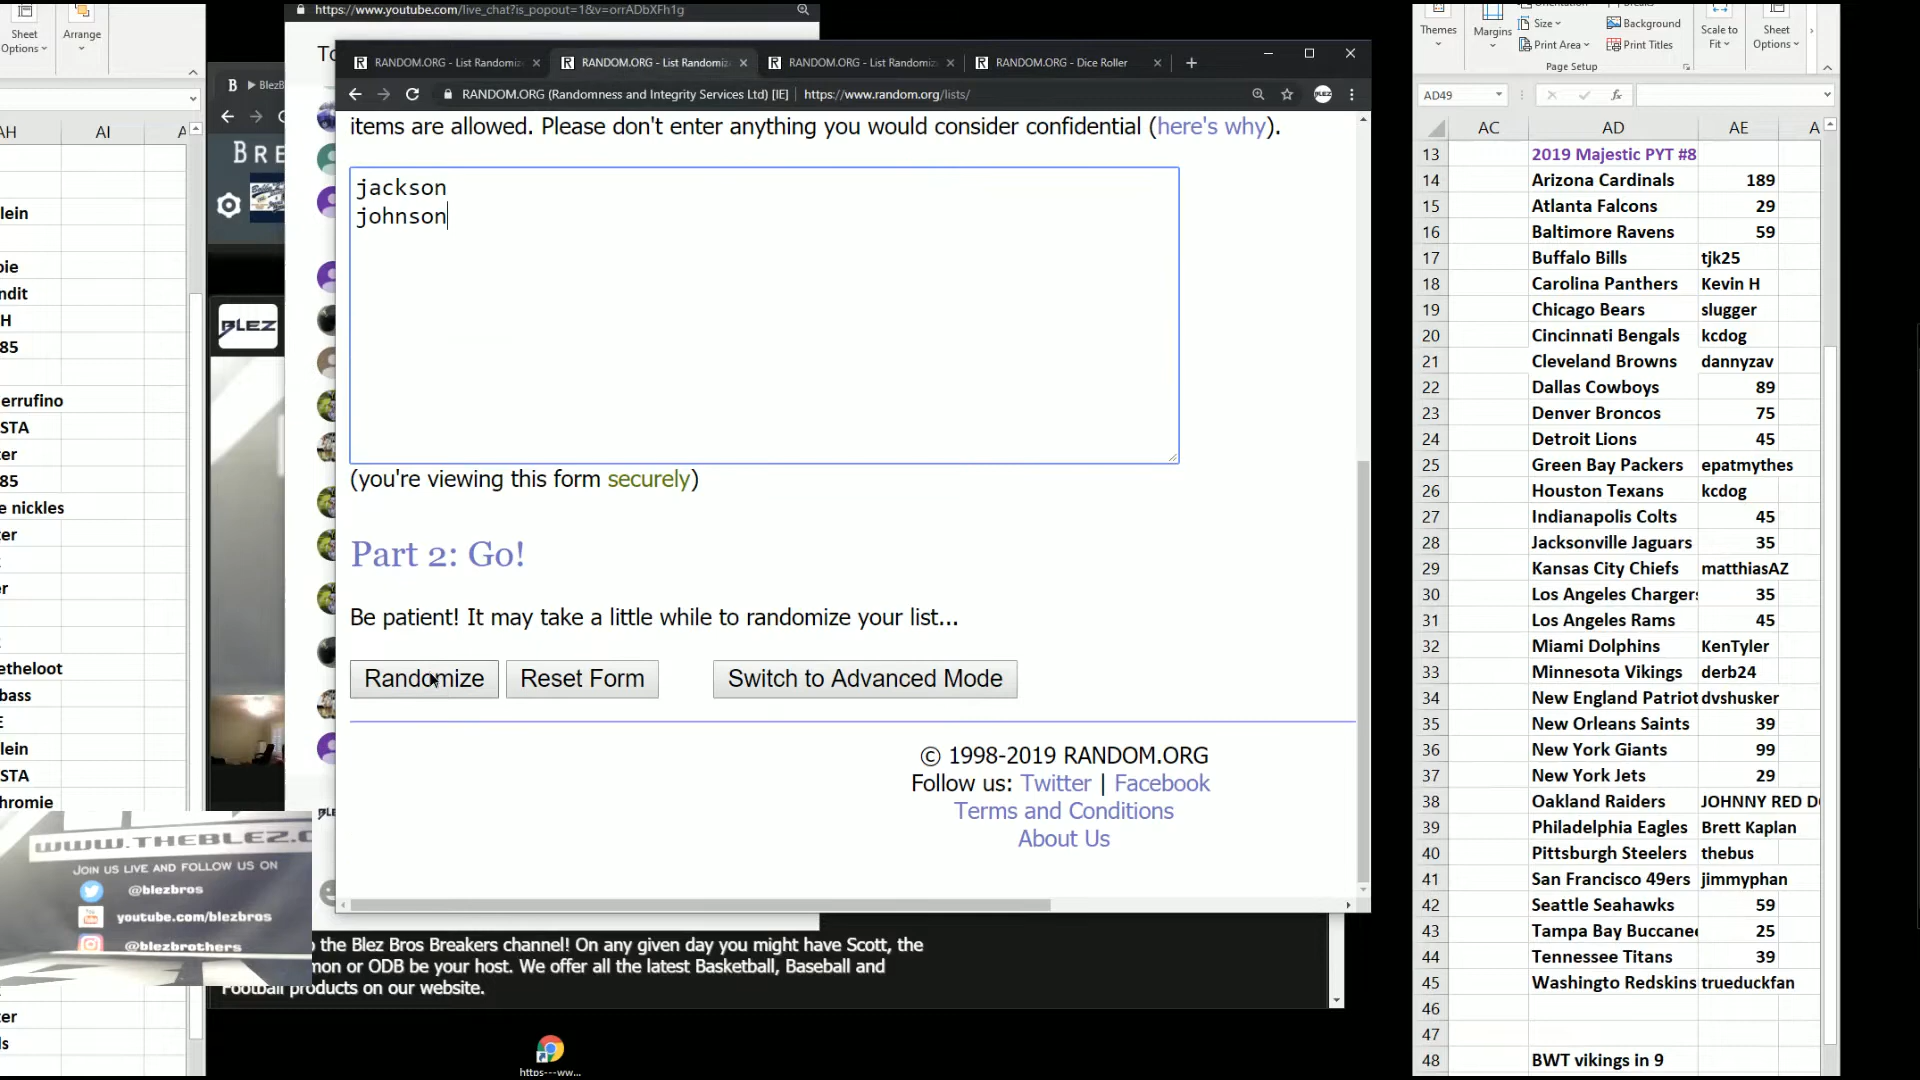 https://www.youtube.com/live_chat?is_popout=1&v=orrADbXFh1g
Sheet
Options
Arrange
Themes
Margins
Size
Print Area
Background
Print Titles
Scale to
Fit
Sheet
Options
Page Setup
RANDOM.ORG - List Randomiz
RANDOM.ORG - List Randomiz
RANDOM.ORG - List Randomiz
RANDOM.ORG - Dice Roller
RANDOM.ORG (Randomness and Integrity Services Ltd) [IE]
https://www.random.org/lists/
AD49
fx
AH
AI
AC
AD
AE
items are allowed. Please don't enter anything you would consider confidential (here's why).
jackson
johnson
(you're viewing this form securely)
Part 2: Go!
Be patient! It may take a little while to randomize your list...
Randomize
Reset Form
Switch to Advanced Mode
© 1998-2019 RANDOM.ORG
Follow us: Twitter | Facebook
Terms and Conditions
About Us
B BlezB
BRE
BLEZ
lein
pie
ndit
H
85
errufino
STA
ter
85
e nickles
ter
er
etheloot
bass
E
lein
STA
hromie
ter
ls
13 2019 Majestic PYT #8
14 Arizona Cardinals 189
15 Atlanta Falcons 29
16 Baltimore Ravens 59
17 Buffalo Bills tjk25
18 Carolina Panthers Kevin H
19 Chicago Bears slugger
20 Cincinnati Bengals kcdog
21 Cleveland Browns dannyzav
22 Dallas Cowboys 89
23 Denver Broncos 75
24 Detroit Lions 45
25 Green Bay Packers epatmythes
26 Houston Texans kcdog
27 Indianapolis Colts 45
28 Jacksonville Jaguars 35
29 Kansas City Chiefs matthiasAZ
30 Los Angeles Chargers 35
31 Los Angeles Rams 45
32 Miami Dolphins KenTyler
33 Minnesota Vikings derb24
34 New England Patriot dvshusker
35 New Orleans Saints 39
36 New York Giants 99
37 New York Jets 29
38 Oakland Raiders JOHNNY RED D
39 Philadelphia Eagles Brett Kaplan
40 Pittsburgh Steelers thebus
41 San Francisco 49ers jimmyphan
42 Seattle Seahawks 59
43 Tampa Bay Buccanee 25
44 Tennessee Titans 39
45 Washingto Redskins trueduckfan
46
47
48 BWT vikings in 9
WWW.THEBLEZ.C
JOIN US LIVE AND FOLLOW US ON
@blezbros
youtube.com/blezbros
@blezbrothers
the Blez Bros Breakers channel! On any given day you might have Scott, the
mon or ODB be your host. We offer all the latest Basketball, Baseball and
Football products on our website.
https---ww...